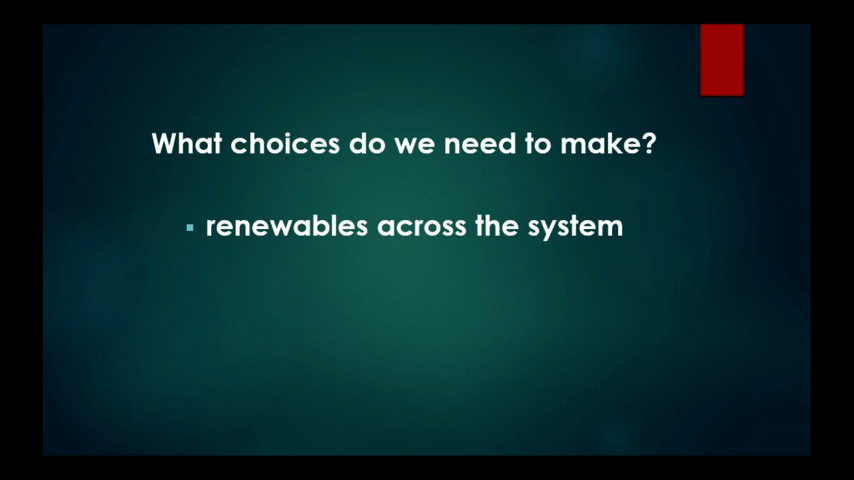 What choices do we need to make?
renewables across the system